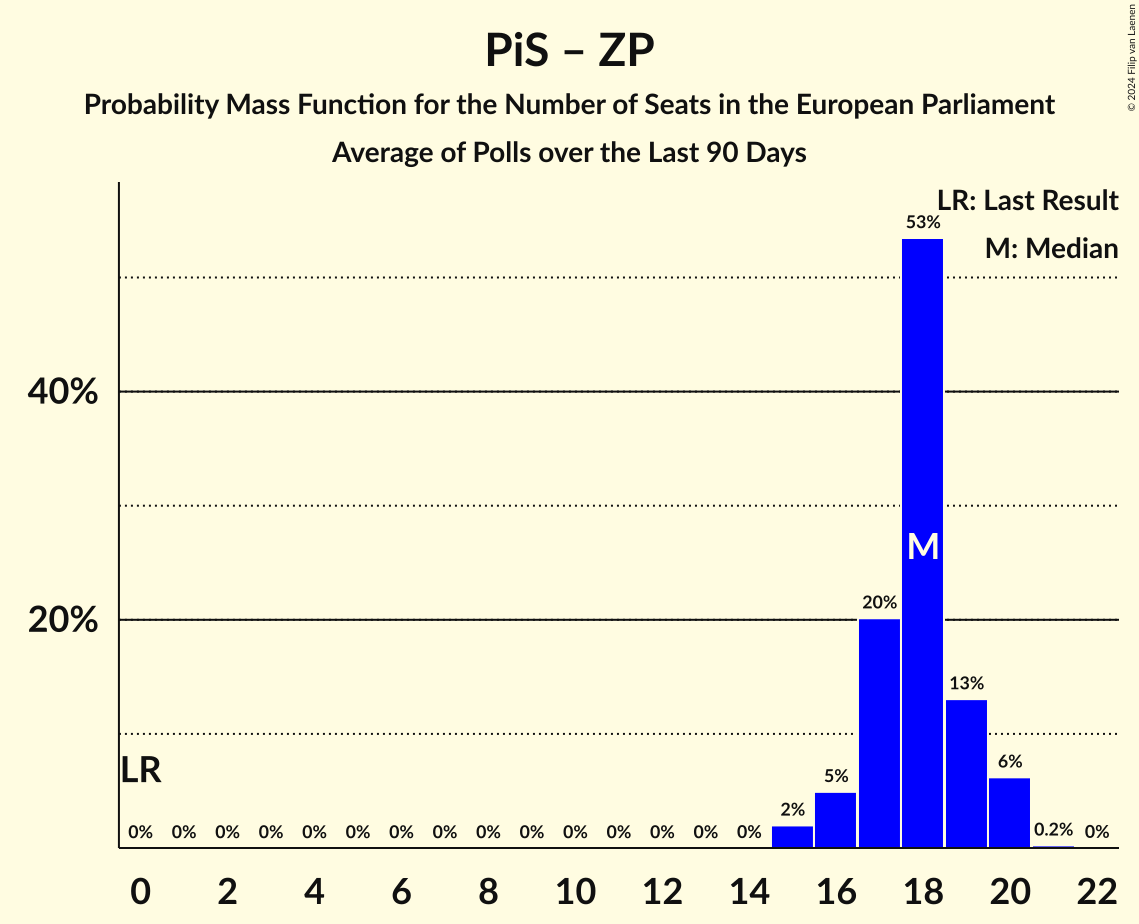 PiS – ZP
Probability Mass Function for the Number of Seats in the European Parliament
Average of Polls over the Last 90 Days
© 2024 Filip van Laenen
LR: Last Result
M: Median
53%
40%
M
20%
20%
13%
LR
6%
5%
2%
0% 0% 0% 0% 0% 0% 0% 0% 0% 0% 0% 0% 0% 0% 0% 0.2% 0%
0 2 4 6 8 10 12 14 16 18 20 22